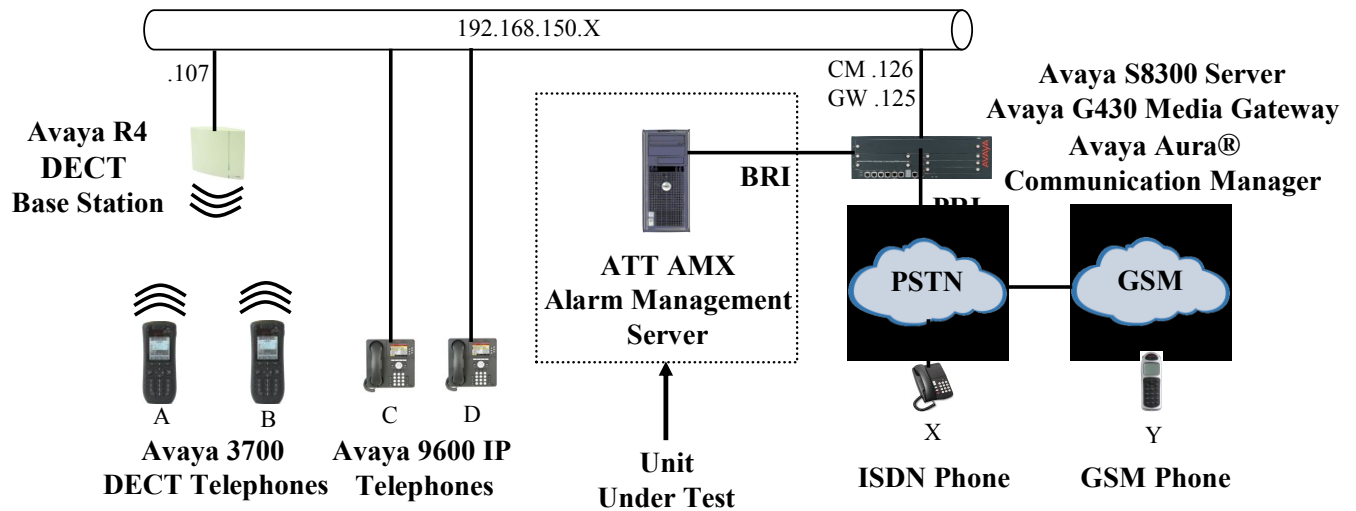 192.168.150.X
.107
CM .126
GW .125
Avaya S8300 Server
Avaya G430 Media Gateway
Avaya Aura®
Communication Manager
Avaya R4
DECT
Base Station
AVAYA
BRI
PRI
ATT AMX
Alarm Management
Server
PSTN
GSM
A
B
C
D
X
Y
Avaya 3700
DECT Telephones
Avaya 9600 IP
Telephones
Unit
Under Test
ISDN Phone
GSM Phone